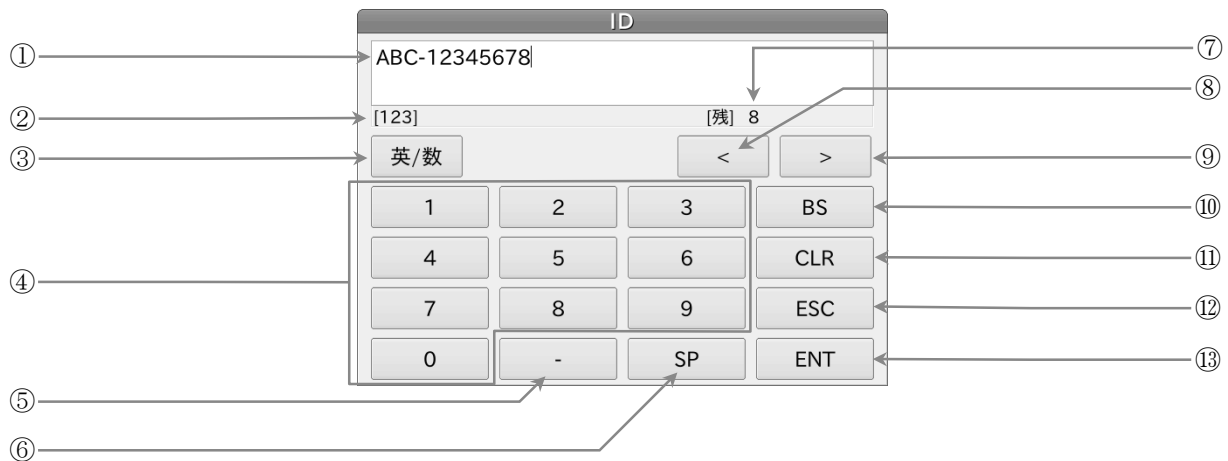 ID
① ABC-12345678 ⑦
⑧
② [123] [残] 8
③ 英/数 < > ⑨
1 2 3 BS ⑩
4 5 6 CLR ⑪
④
7 8 9 ESC ⑫
0 - SP ENT ⑬
⑤
⑥